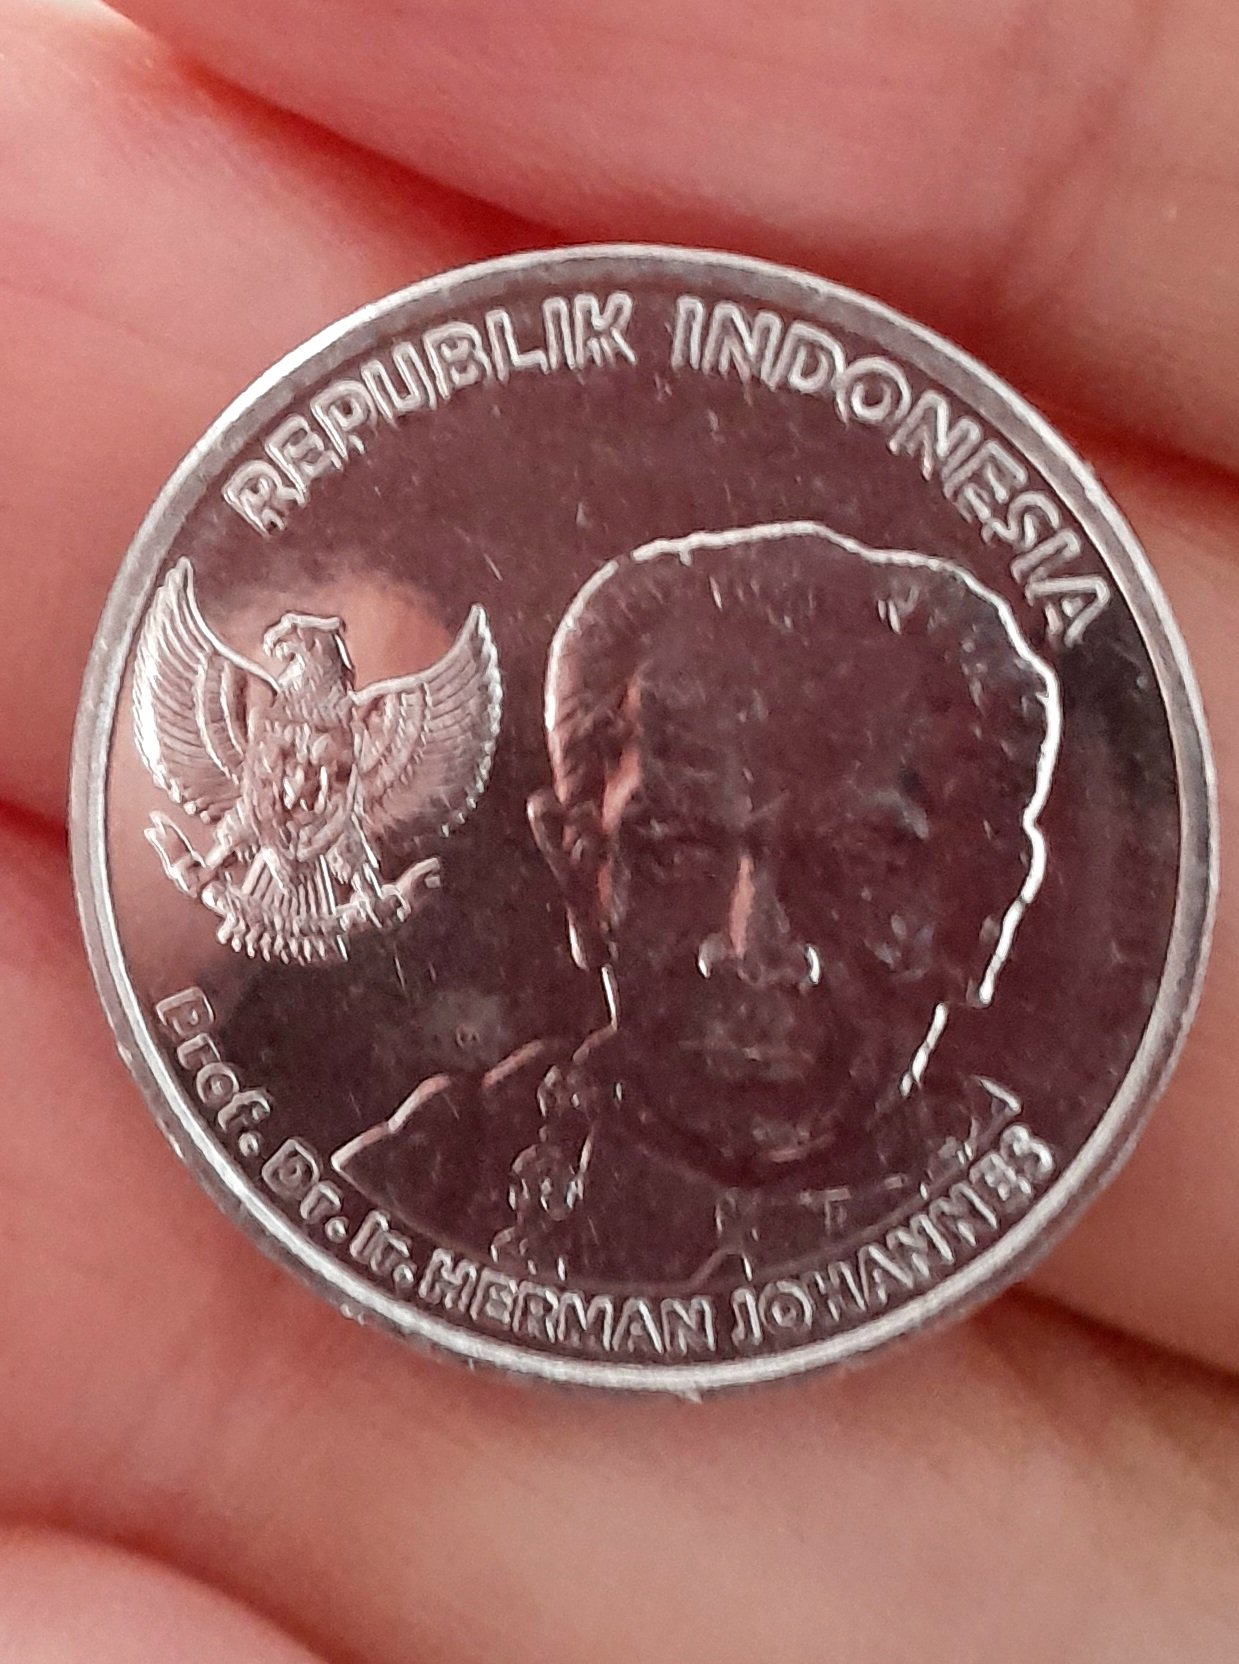 REPUBLIK INDONESIA
Prof. Dr. Ir. HERMAN JOHANNES